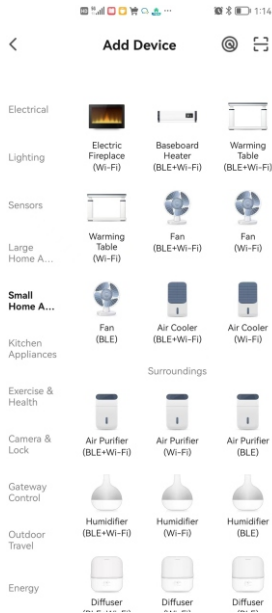 1:14
Add Device
Electrical
Lighting
Sensors
Large
Home A...
Small
Home A...
Kitchen
Appliances
Exercise &
Health
Camera &
Lock
Gateway
Control
Outdoor
Travel
Energy
Electric
Fireplace
(Wi-Fi)
Baseboard
Heater
(BLE+Wi-Fi)
Warming
Table
(BLE+Wi-Fi)
Warming
Table
(Wi-Fi)
Fan
(BLE+Wi-Fi)
Fan
(Wi-Fi)
Fan
(BLE)
Air Cooler
(BLE+Wi-Fi)
Air Cooler
(Wi-Fi)
Surroundings
Air Purifier
(BLE+Wi-Fi)
Air Purifier
(Wi-Fi)
Air Purifier
(BLE)
Humidifier
(BLE+Wi-Fi)
Humidifier
(Wi-Fi)
Humidifier
(BLE)
Diffuser
Diffuser
Diffuser